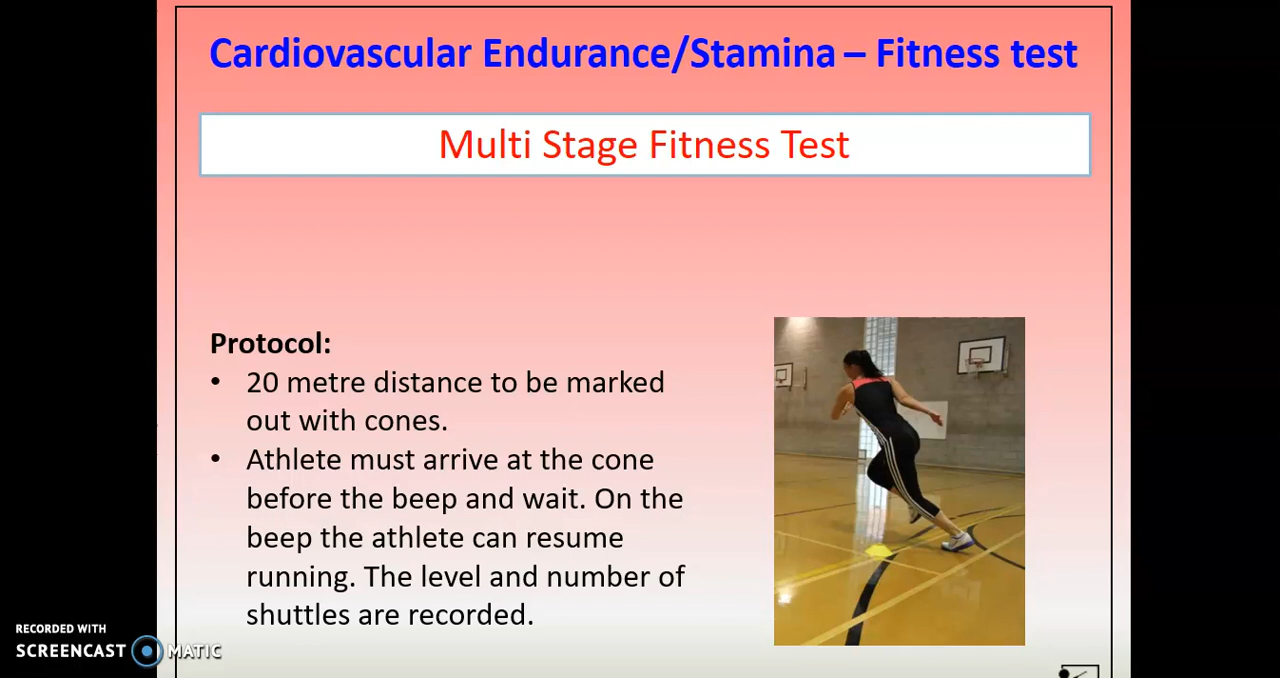 Cardiovascular Endurance/Stamina – Fitness test
Multi Stage Fitness Test
Protocol:
• 20 metre distance to be marked
out with cones.
• Athlete must arrive at the cone
before the beep and wait. On the
beep the athlete can resume
running. The level and number of
shuttles are recorded.
RECORDED WITH
SCREENCAST MATIC